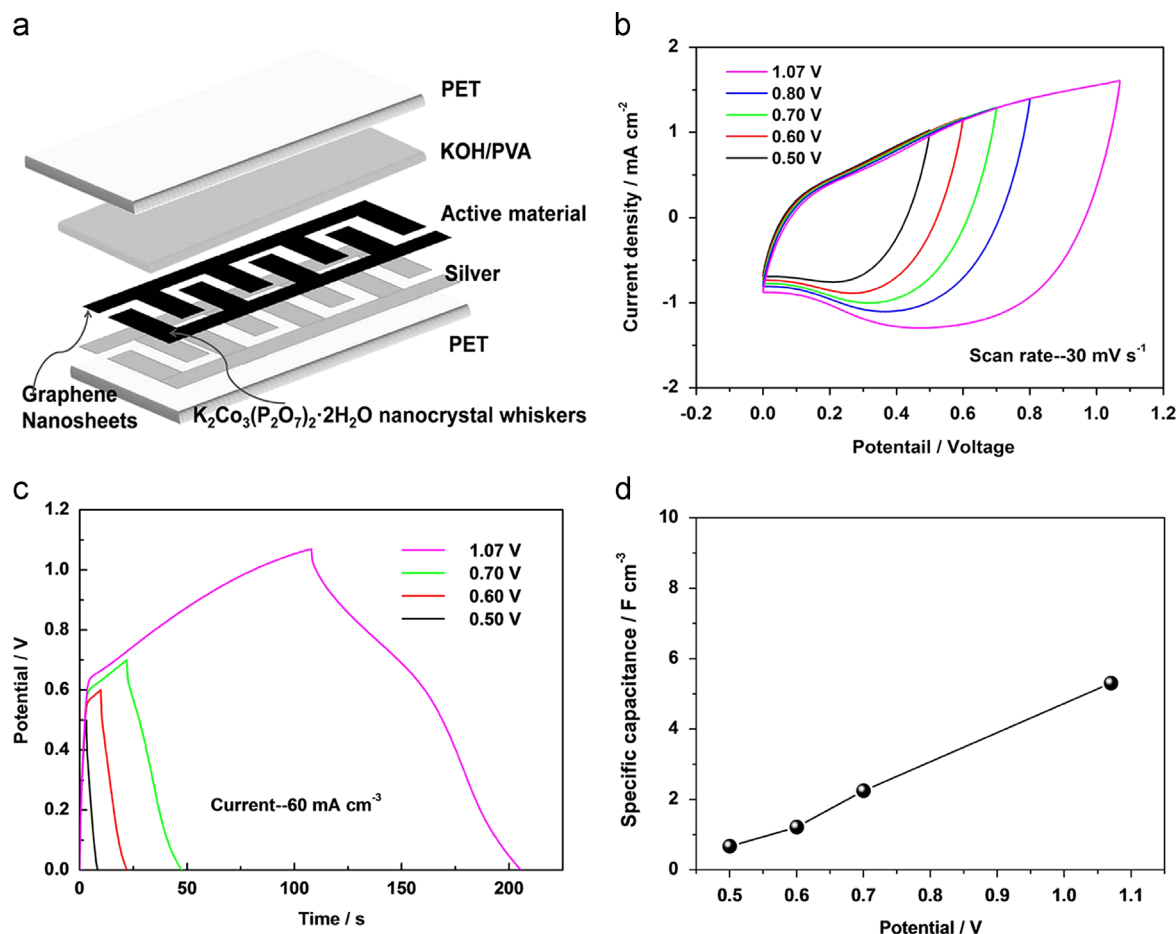 a
PET
KOH/PVA
Active material
Silver
PET
Graphene
Nanosheets
K₂Co₃(P₂O₇)₂·2H₂O nanocrystal whiskers
b
2
1
0
-1
-2
Current density / mA cm⁻²
1.07 V
0.80 V
0.70 V
0.60 V
0.50 V
Scan rate--30 mV s⁻¹
-0.2 0.0 0.2 0.4 0.6 0.8 1.0 1.2
Potentail / Voltage
c
1.2
1.0
0.8
0.6
0.4
0.2
0.0
Potential / V
1.07 V
0.70 V
0.60 V
0.50 V
Current--60 mA cm⁻³
0 50 100 150 200
Time / s
d
10
8
6
4
2
0
Specific capacitance / F cm⁻³
0.5 0.6 0.7 0.8 0.9 1.0 1.1
Potential / V